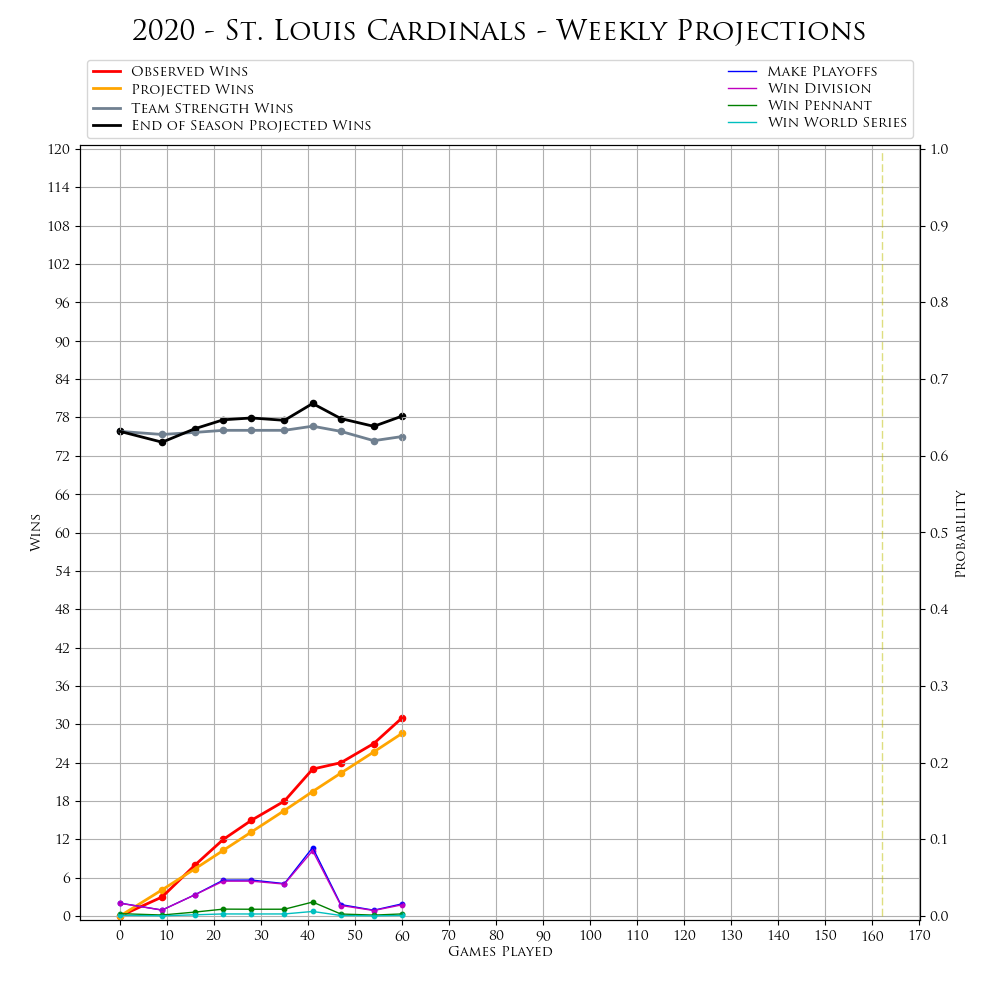 2020 - St. Louis Cardinals - Weekly Projections
Observed Wins
Projected Wins
Team Strength Wins
End of Season Projected Wins
Make Playoffs
Win Division
Win Pennant
Win World Series
120
114
108
102
96
90
84
78
72
66
60
54
48
42
36
30
24
18
12
6
0
Wins
1.0
0.9
0.8
0.7
0.6
0.5
0.4
0.3
0.2
0.1
0.0
Probability
0 10 20 30 40 50 60 70 80 90 100 110 120 130 140 150 160 170
Games Played